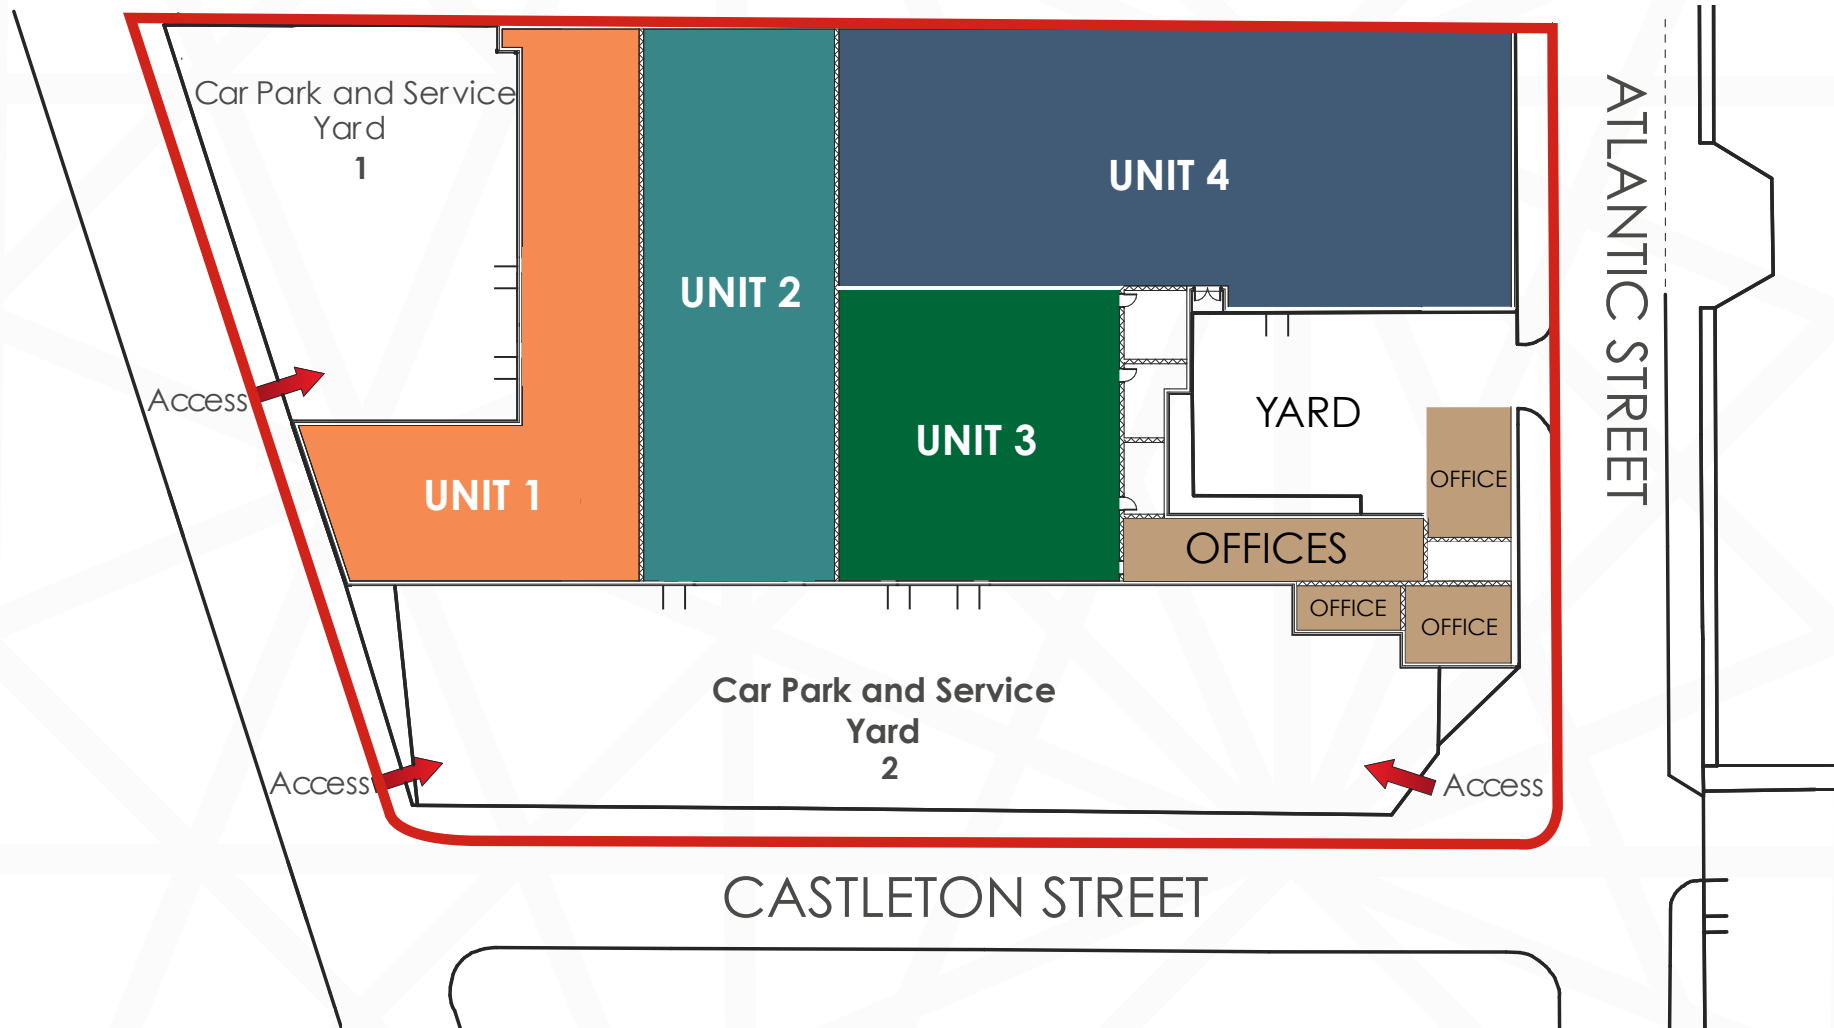 Car Park and Service
Yard
1
UNIT 4
ATLANTIC STREET
UNIT 2
Access
YARD
UNIT 3
OFFICE
UNIT 1
OFFICES
OFFICE
OFFICE
Car Park and Service
Yard
2
Access
Access
CASTLETON STREET